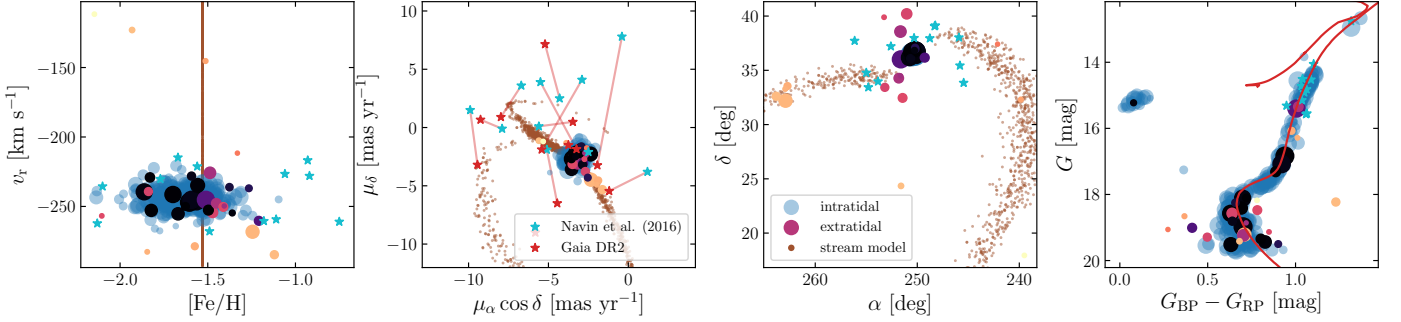 −100
−150
−200
−250
v_r [km s⁻¹]
−2.0
−1.5
−1.0
[Fe/H]
10
5
0
−5
−10
μ_δ [mas yr⁻¹]
−10
−5
0
μ_α cos δ [mas yr⁻¹]
Navin et al. (2016)
Gaia DR2
40
35
30
25
20
δ [deg]
260
250
240
α [deg]
intratidal
extratidal
stream model
14
16
18
20
G [mag]
0.0
0.5
1.0
G_BP − G_RP [mag]